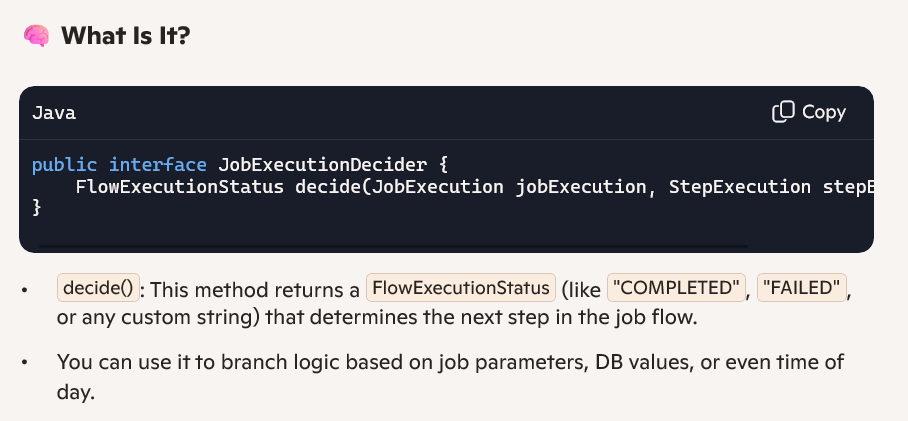 🧠 What Is It?
Java
Copy
public interface JobExecutionDecider {
    FlowExecutionStatus decide(JobExecution jobExecution, StepExecution stepE
}
• decide(): This method returns a FlowExecutionStatus (like "COMPLETED", "FAILED",
or any custom string) that determines the next step in the job flow.
• You can use it to branch logic based on job parameters, DB values, or even time of
day.